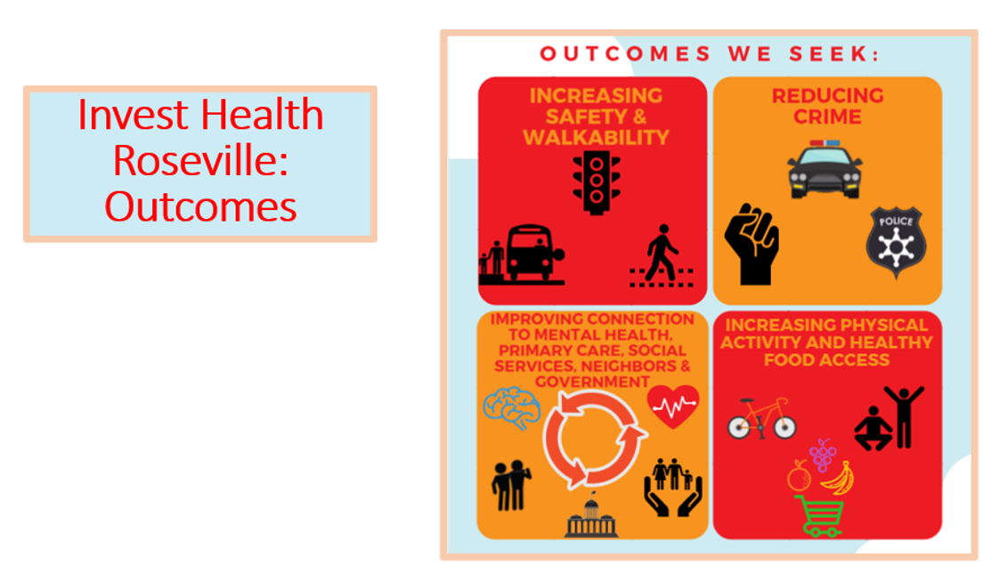 Invest Health
Roseville:
Outcomes
OUTCOMES WE SEEK:
INCREASING
SAFETY &
WALKABILITY
REDUCING
CRIME
POLICE
IMPROVING CONNECTION
TO MENTAL HEALTH,
PRIMARY CARE, SOCIAL
SERVICES, NEIGHBORS &
GOVERNMENT
INCREASING PHYSICAL
ACTIVITY AND HEALTHY
FOOD ACCESS